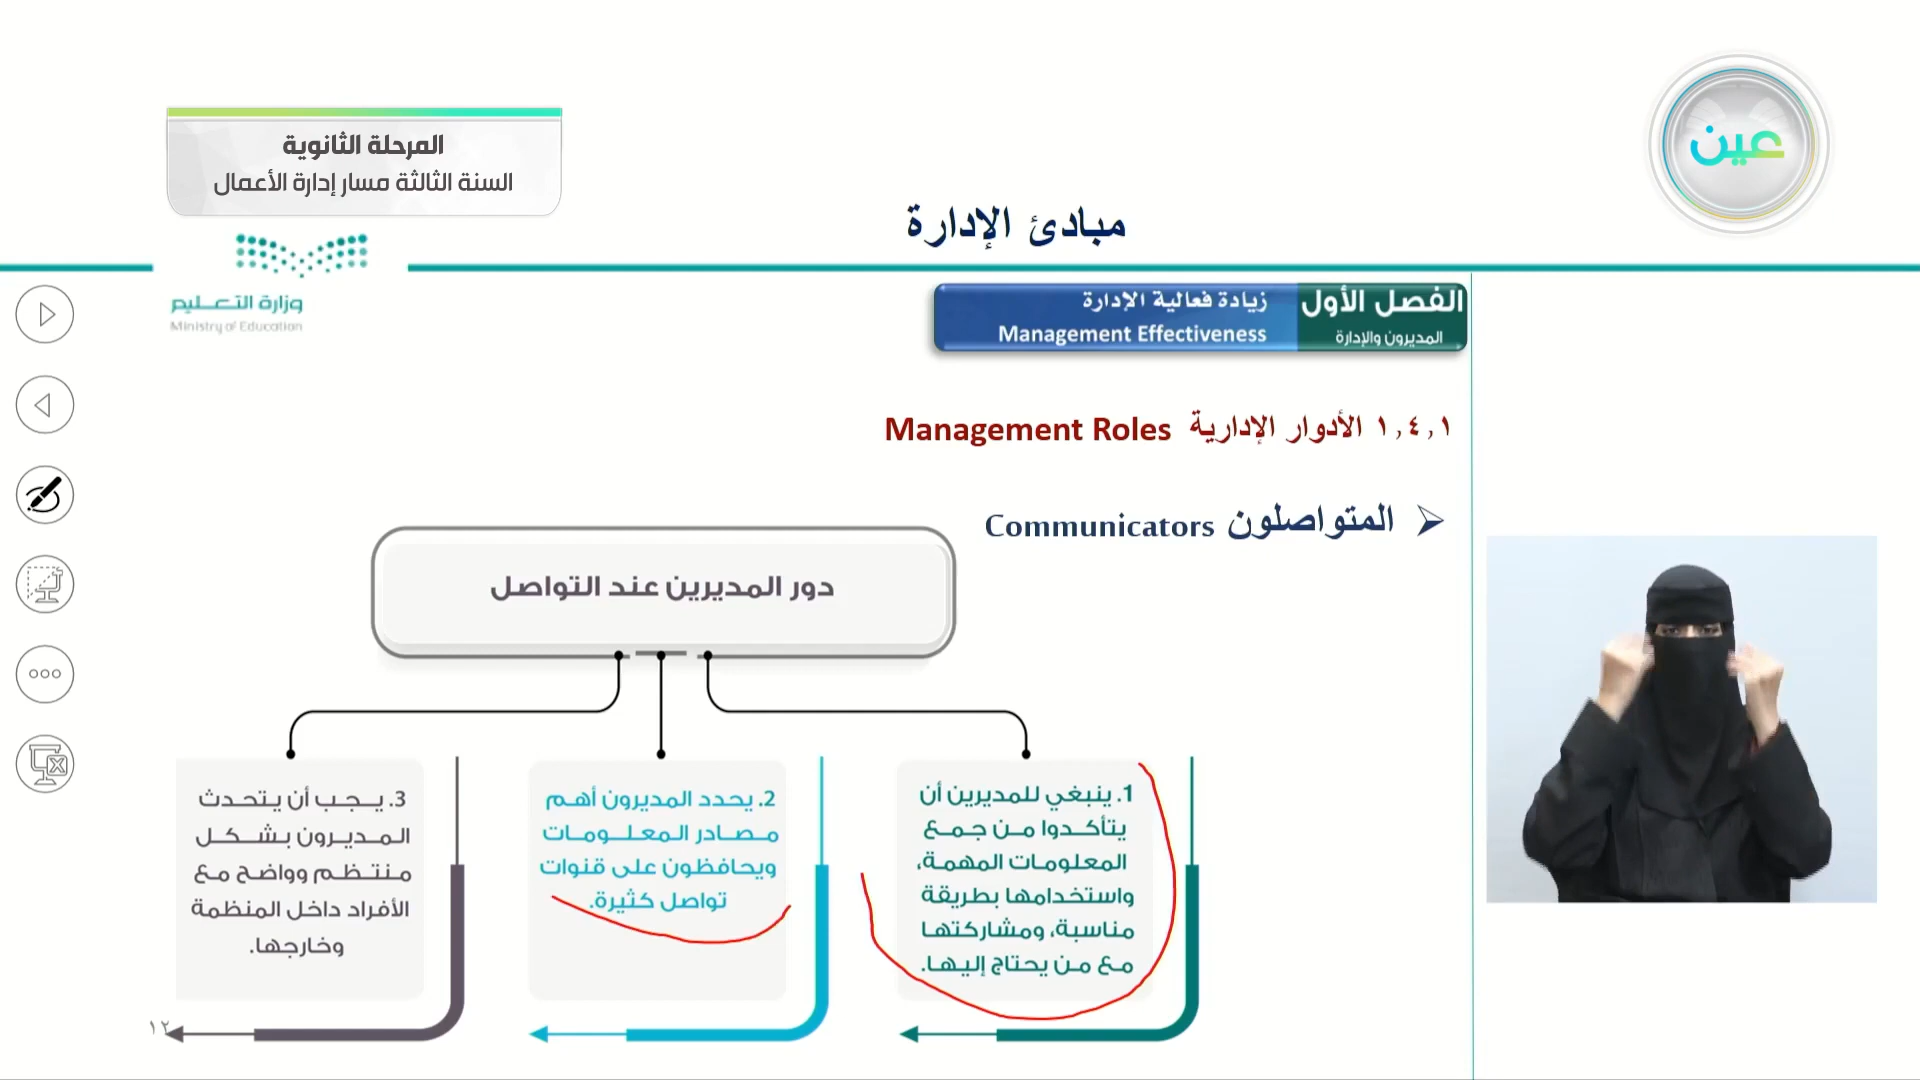 المرحلة الثانوية
السنة الثالثة مسار إدارة الأعمال
عين
مبادئ الإدارة
وزارة التعليم
Ministry of Education
الفصل الأول
المديرون والإدارة
زيادة فعالية الإدارة
Management Effectiveness
١,٤,١ الأدوار الإدارية Management Roles
المتواصلون Communicators
دور المديرين عند التواصل
1. ينبغي للمديرين أن
يتأكدوا من جمع
المعلومات المهمة،
واستخدامها بطريقة
مناسبة، ومشاركتها
مع من يحتاج إليها.
2. يحدد المديرون أهم
مصادر المعلومات
ويحافظون على قنوات
تواصل كثيرة.
3. يجب أن يتحدث
المديرون بشكل
منتظم وواضح مع
الأفراد داخل المنظمة
وخارجها.
١٢